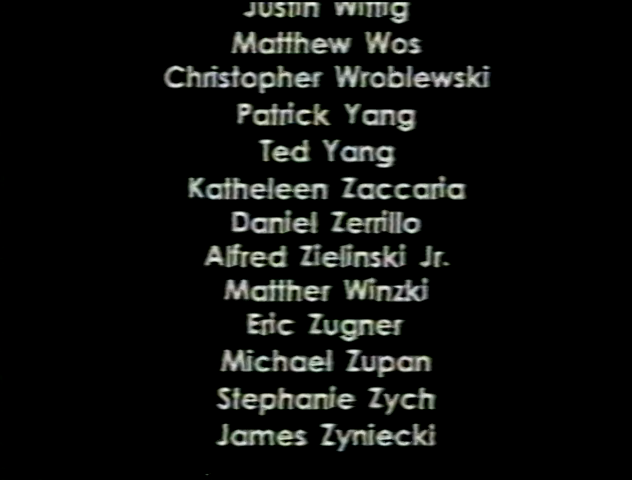 Justin Wittig
Matthew Wos
Christopher Wroblewski
Patrick Yang
Ted Yang
Katheleen Zaccaria
Daniel Zerrillo
Alfred Zielinski Jr.
Matther Winzki
Eric Zugner
Michael Zupan
Stephanie Zych
James Zyniecki